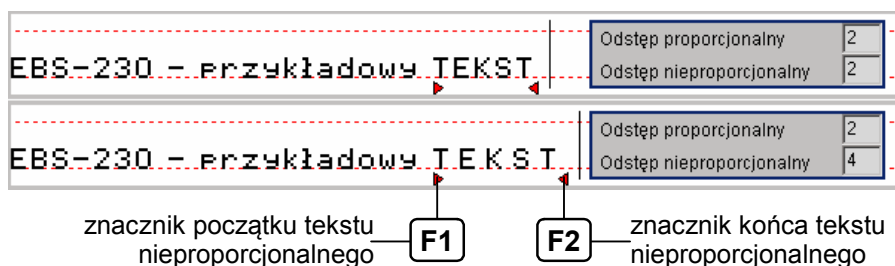 EBS-230 - przykładowy TEKST
Odstęp proporcjonalny 2
Odstęp nieproporcjonalny 2
EBS-230 - przykładowy TEKST
Odstęp proporcjonalny 2
Odstęp nieproporcjonalny 4
znacznik początku tekstu
nieproporcjonalnego
F1
F2
znacznik końca tekstu
nieproporcjonalnego